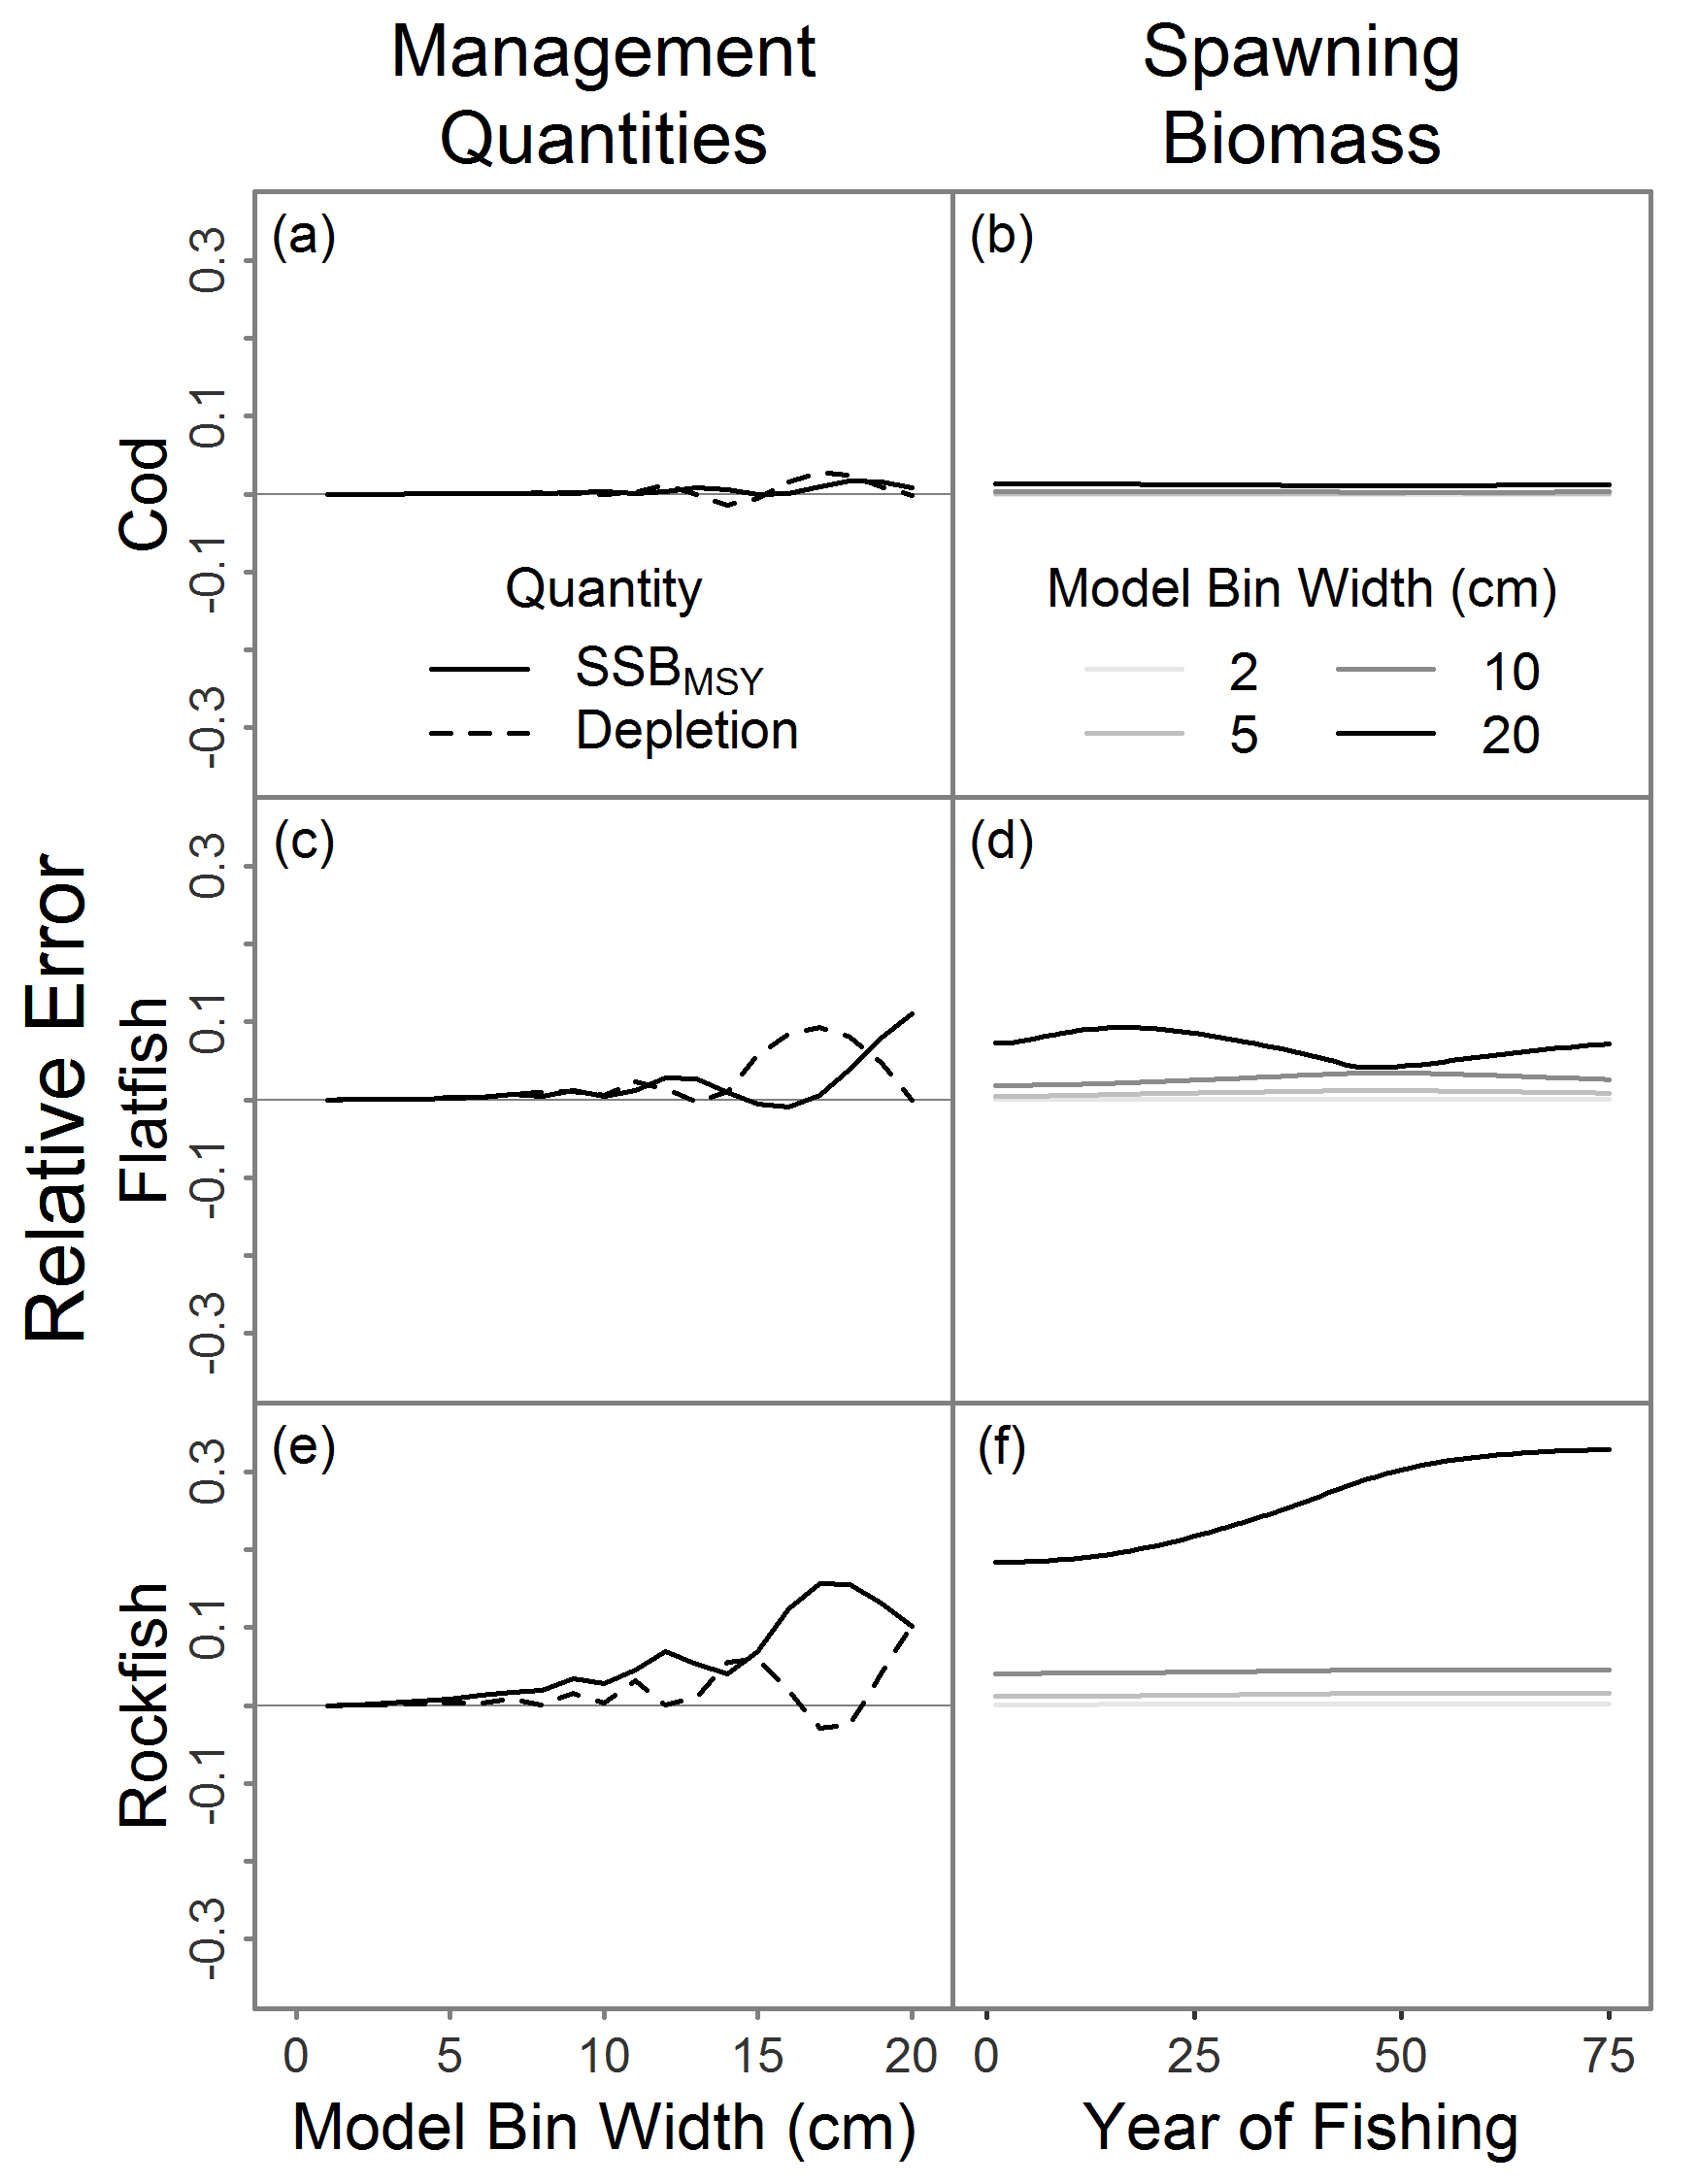 Management
Quantities
Spawning
Biomass
(a)
(b)
0.3
0.1
-0.1
-0.3
Cod
Quantity
SSB_MSY
Depletion
Model Bin Width (cm)
2
10
5
20
Relative Error
(c)
(d)
0.3
0.1
-0.1
-0.3
Flatfish
(e)
(f)
0.3
0.1
-0.1
-0.3
Rockfish
0 5 10 15 20
0 25 50 75
Model Bin Width (cm)
Year of Fishing